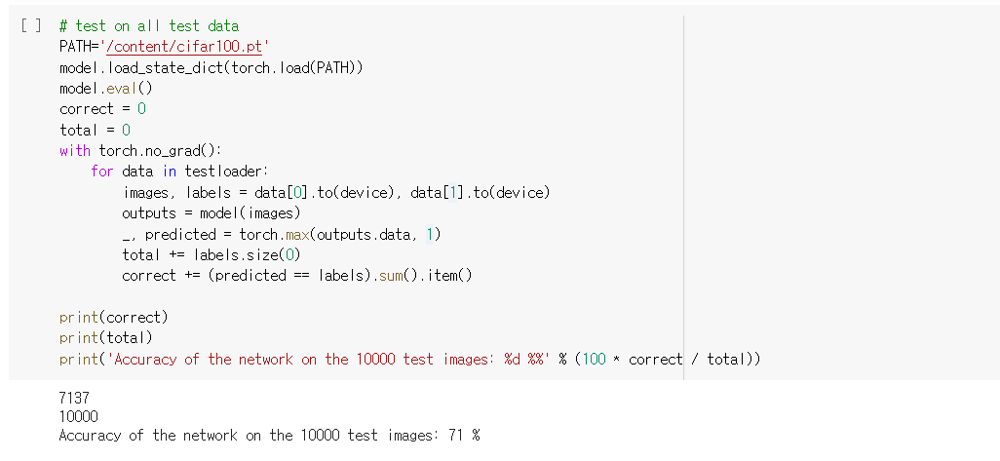 [ ] # test on all test data
PATH='/content/cifar100.pt'
model.load_state_dict(torch.load(PATH))
model.eval()
correct = 0
total = 0
with torch.no_grad():
    for data in testloader:
        images, labels = data[0].to(device), data[1].to(device)
        outputs = model(images)
        _, predicted = torch.max(outputs.data, 1)
        total += labels.size(0)
        correct += (predicted == labels).sum().item()
print(correct)
print(total)
print('Accuracy of the network on the 10000 test images: %d %%' % (100 * correct / total))
7137
10000
Accuracy of the network on the 10000 test images: 71 %